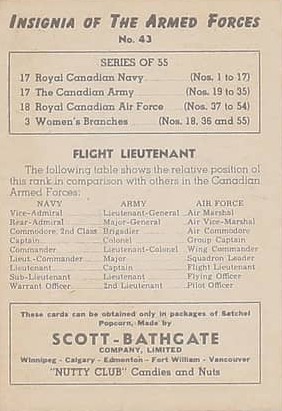 INSIGNIA OF THE ARMED FORCES
No. 43
SERIES OF 55
17 Royal Canadian Navy (Nos. 1 to 17)
17 The Canadian Army (Nos. 19 to 35)
18 Royal Canadian Air Force (Nos. 37 to 54)
3 Women's Branches (Nos. 18, 36 and 55)
FLIGHT LIEUTENANT
The following table shows the relative position of
this rank in comparison with others in the Canadian
Armed Forces:
NAVY ARMY AIR FORCE
Vice-Admiral Lieutenant-General Air Marshal
Rear-Admiral Major-General Air Vice-Marshal
Commodore, 2nd Class Brigadier Air Commodore
Captain Colonel Group Captain
Commander Lieutenant-Colonel Wing Commander
Lieut.-Commander Major Squadron Leader
Lieutenant Captain Flight Lieutenant
Sub-Lieutenant Lieutenant Flying Officer
Warrant Officer 2nd Lieutenant Pilot Officer
These cards can be obtained only in packages of Satchel
Popcorn, Made by
SCOTT-BATHGATE
COMPANY, LIMITED
Winnipeg - Calgary - Edmonton - Fort William - Vancouver
"NUTTY CLUB" Candies and Nuts